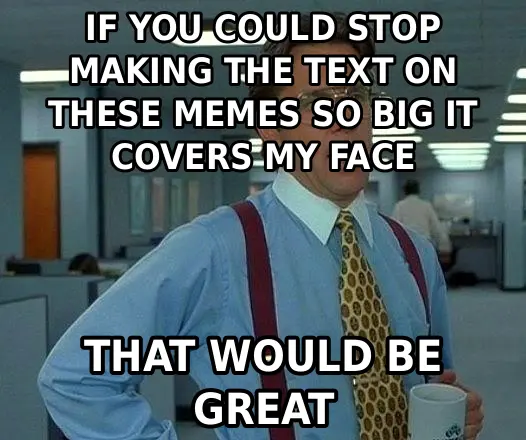 IF YOU COULD STOP
MAKING THE TEXT ON
THESE MEMES SO BIG IT
COVERS MY FACE
THAT WOULD BE
GREAT